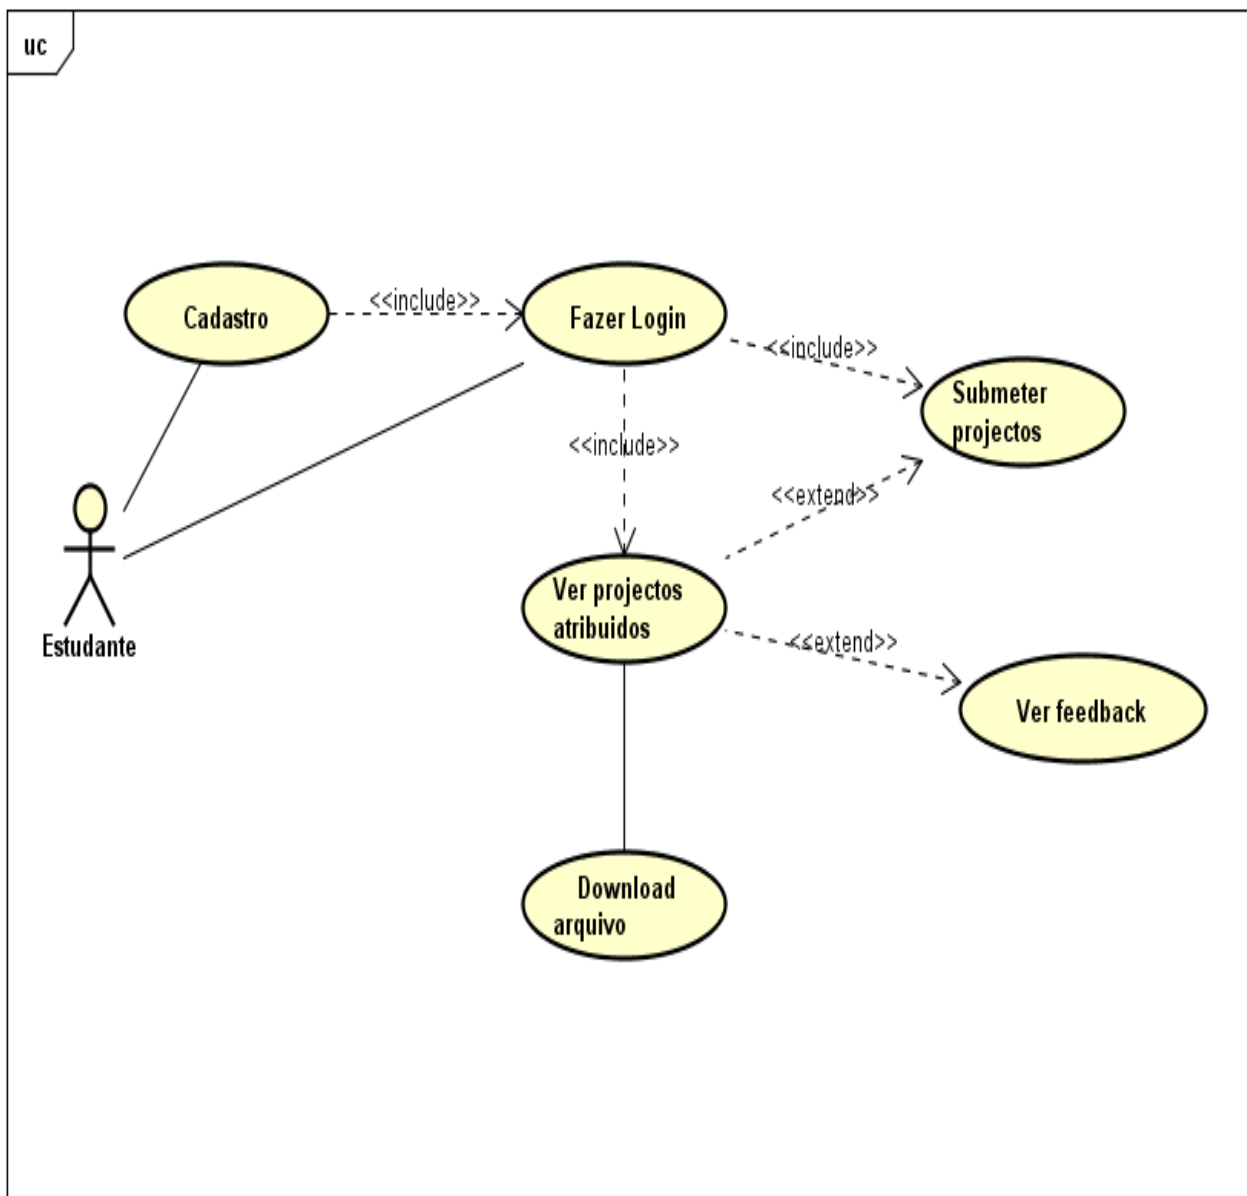 uc
Cadastro
<<include>>
Fazer Login
<<include>>
Submeter
projectos
<<include>>
<<extend>>
Estudante
Ver projectos
atribuidos
<<extend>>
Ver feedback
Download
arquivo